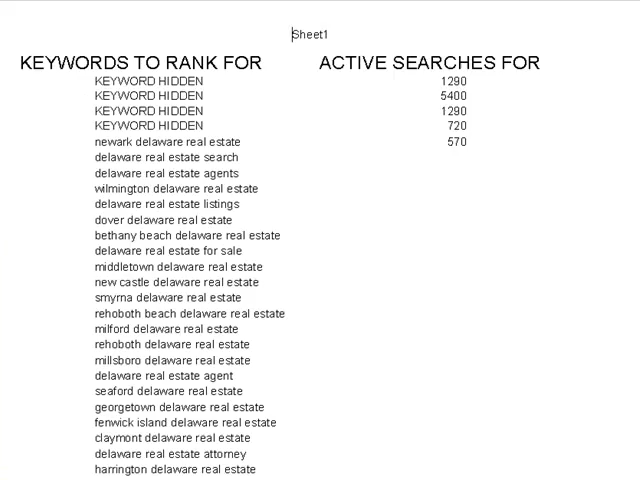 Sheet1
KEYWORDS TO RANK FOR ACTIVE SEARCHES FOR
KEYWORD HIDDEN 1290
KEYWORD HIDDEN 5400
KEYWORD HIDDEN 1290
KEYWORD HIDDEN 720
newark delaware real estate 570
delaware real estate search
delaware real estate agents
wilmington delaware real estate
delaware real estate listings
dover delaware real estate
bethany beach delaware real estate
delaware real estate for sale
middletown delaware real estate
new castle delaware real estate
smyrna delaware real estate
rehoboth beach delaware real estate
milford delaware real estate
rehoboth delaware real estate
millsboro delaware real estate
delaware real estate agent
seaford delaware real estate
georgetown delaware real estate
fenwick island delaware real estate
claymont delaware real estate
delaware real estate attorney
harrington delaware real estate